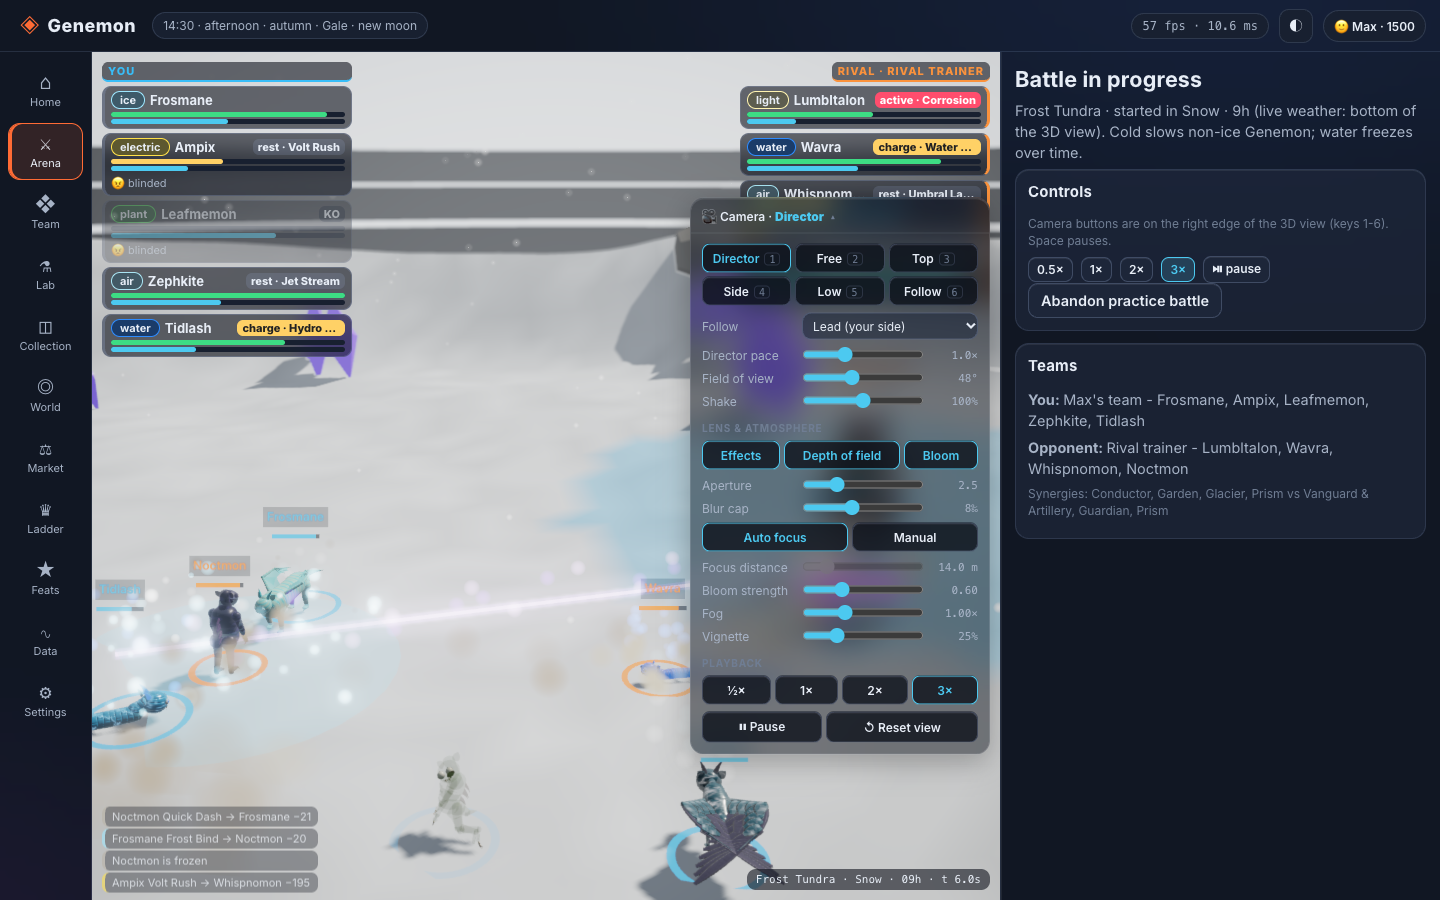 Genemon
14:30 · afternoon · autumn · Gale · new moon
57 fps · 10.6 ms
Max · 1500
Home
Arena
Team
Lab
Collection
World
Market
Ladder
Feats
Data
Settings
YOU
ice Frosmane
electric Ampix rest · Volt Rush
blinded
plant Leafmemon KO
blinded
air Zephkite rest · Jet Stream
water Tidlash charge · Hydro ...
RIVAL · RIVAL TRAINER
light Lumbltalon active · Corrosion
water Wavra charge · Water ...
air Whispnom rest · Umbral La...
Camera · Director
Director 1 Free 2 Top 3
Side 4 Low 5 Follow 6
Follow Lead (your side)
Director pace 1.0×
Field of view 48°
Shake 100%
LENS & ATMOSPHERE
Effects Depth of field Bloom
Aperture 2.5
Blur cap 8‰
Auto focus Manual
Focus distance 14.0 m
Bloom strength 0.60
Fog 1.00×
Vignette 25%
PLAYBACK
½× 1× 2× 3×
Pause Reset view
Noctmon Quick Dash → Frosmane −21
Frosmane Frost Bind → Noctmon −20
Noctmon is frozen
Ampix Volt Rush → Whispnomon −195
Frost Tundra · Snow · 09h · t 6.0s
Battle in progress
Frost Tundra · started in Snow · 9h (live weather: bottom of
the 3D view). Cold slows non-ice Genemon; water freezes
over time.
Controls
Camera buttons are on the right edge of the 3D view (keys 1-6).
Space pauses.
0.5× 1× 2× 3× pause
Abandon practice battle
Teams
You: Max's team - Frosmane, Ampix, Leafmemon,
Zephkite, Tidlash
Opponent: Rival trainer - Lumbltalon, Wavra,
Whispnomon, Noctmon
Synergies: Conductor, Garden, Glacier, Prism vs Vanguard &
Artillery, Guardian, Prism